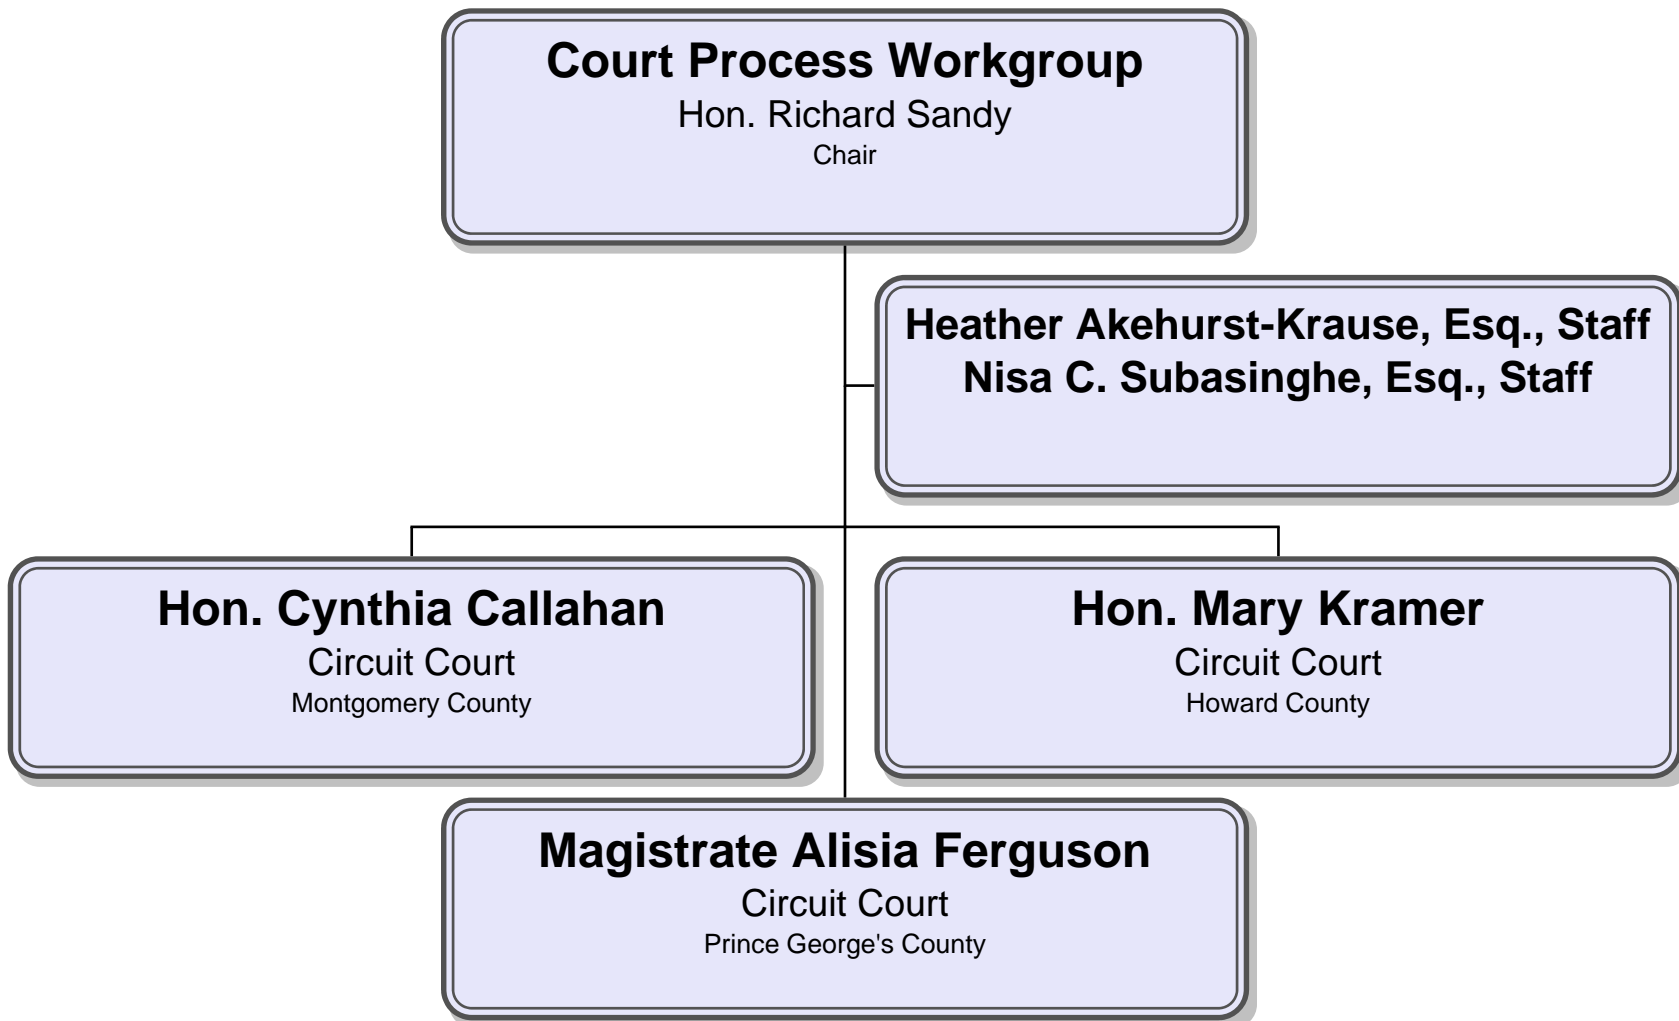 Court Process Workgroup
Hon. Richard Sandy
Chair
Heather Akehurst-Krause, Esq., Staff
Nisa C. Subasinghe, Esq., Staff
Hon. Cynthia Callahan
Circuit Court
Montgomery County
Hon. Mary Kramer
Circuit Court
Howard County
Magistrate Alisia Ferguson
Circuit Court
Prince George's County